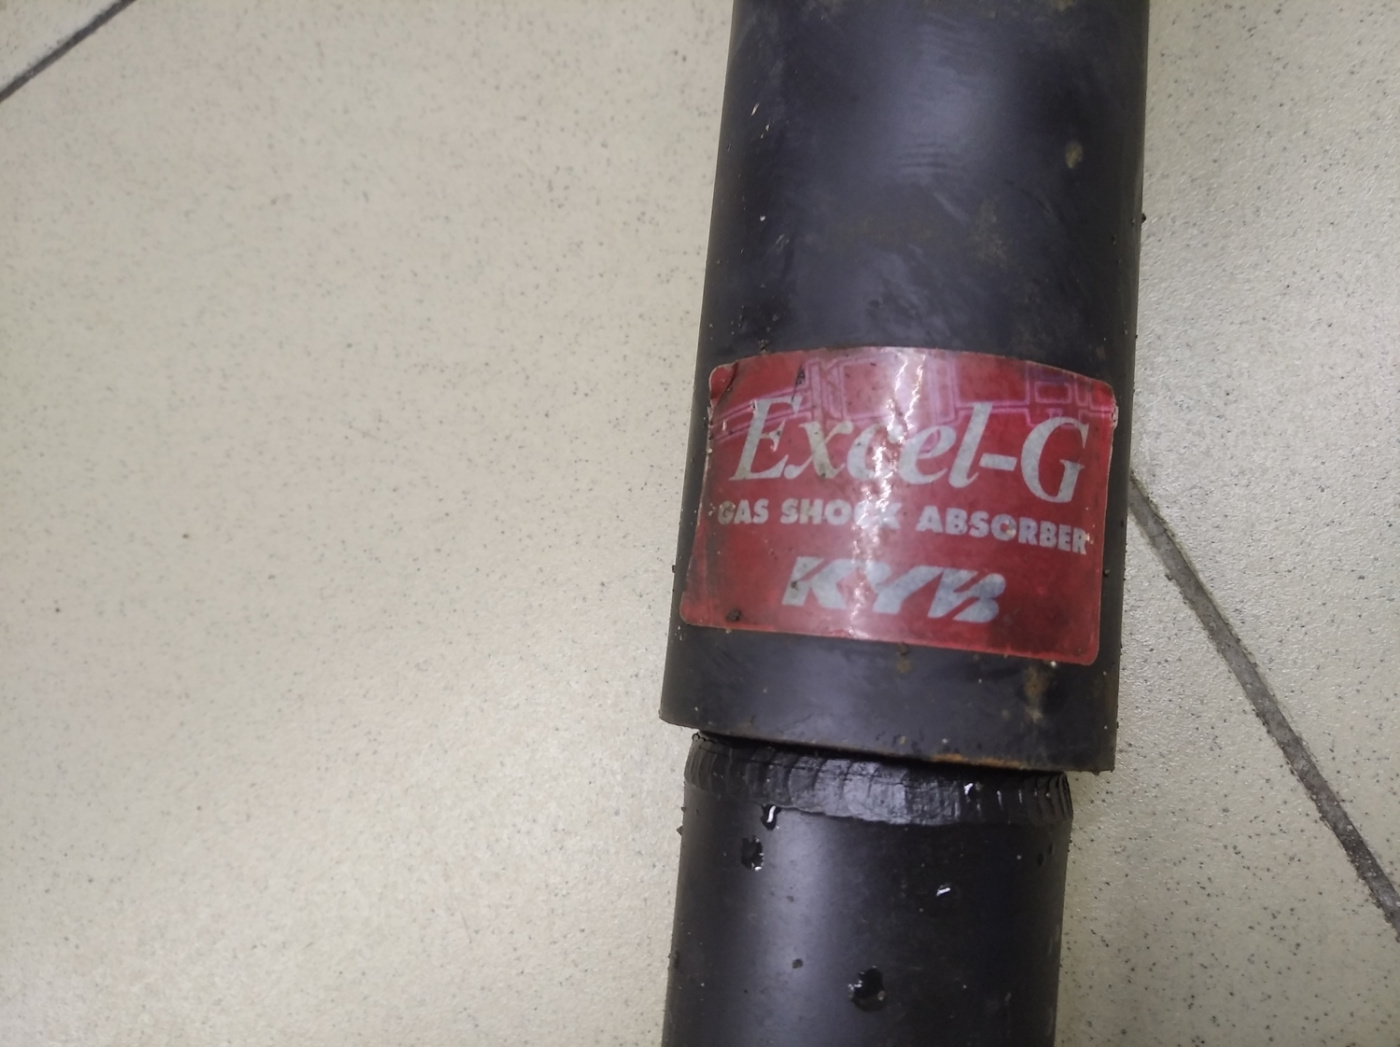 Excel-G
GAS SHOCK ABSORBER
KYB